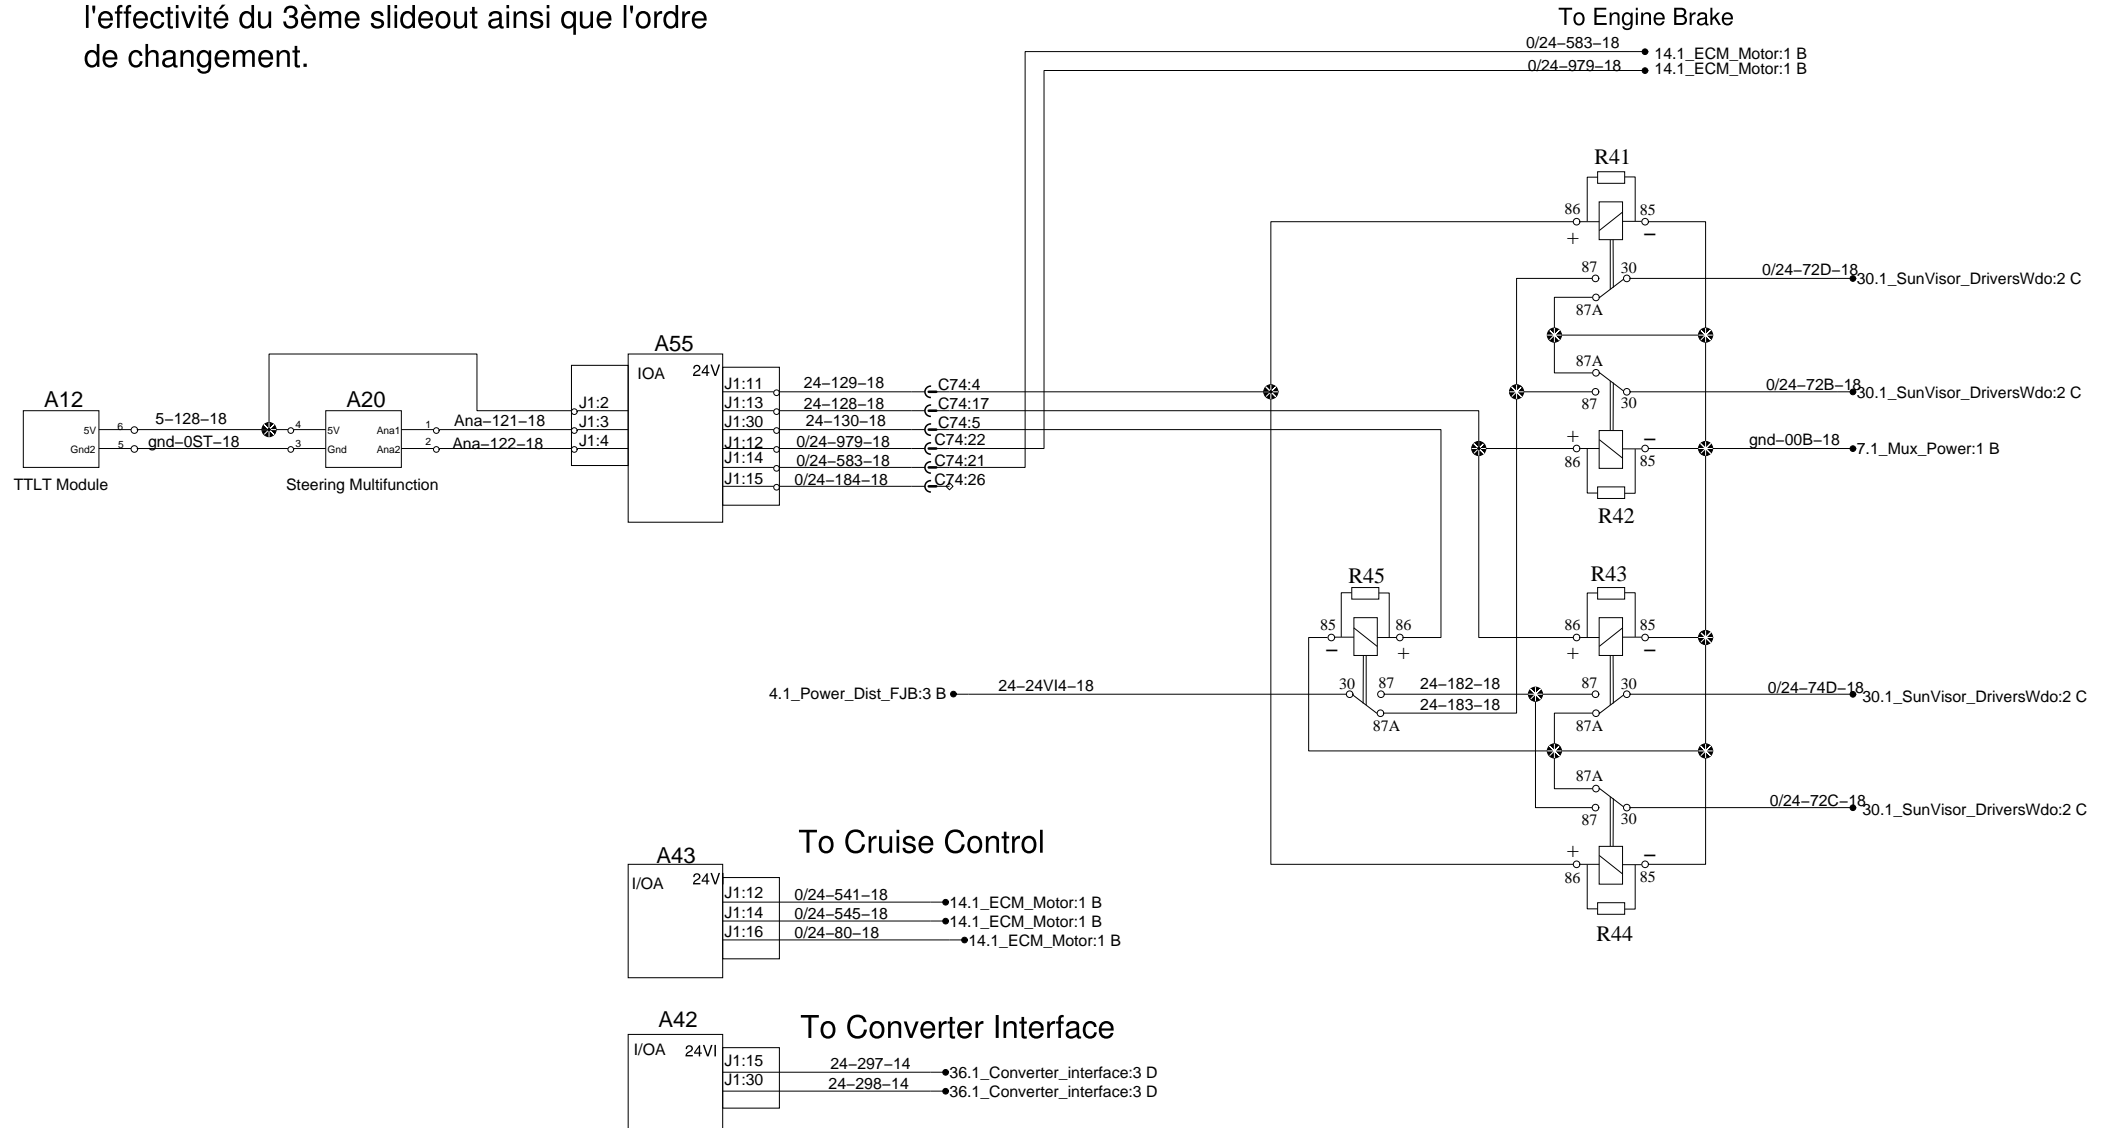 l'effectivité du 3ème slideout ainsi que l'ordre
de changement.
To Engine Brake
0/24-583-18
14.1_ECM_Motor:1 B
0/24-979-18
14.1_ECM_Motor:1 B
R41
86
85
+
−
87
30
0/24-72D-18
30.1_SunVisor_DriversWdo:2 C
87A
87A
0/24-72B-18
30.1_SunVisor_DriversWdo:2 C
87
30
+
−
gnd-00B-18
7.1_Mux_Power:1 B
86
85
R42
A12
5V
6
Gnd2
5
TTLT Module
5-128-18
gnd-0ST-18
A20
4
5V
Ana1
1
3
Gnd
Ana2
2
Steering Multifunction
Ana-121-18
Ana-122-18
A55
IOA
24V
J1:2
J1:3
J1:4
J1:11
24-129-18
C74:4
J1:13
24-128-18
C74:17
J1:30
24-130-18
C74:5
J1:12
0/24-979-18
C74:22
J1:14
0/24-583-18
C74:21
J1:15
0/24-184-18
C74:26
R45
85
86
−
+
4.1_Power_Dist_FJB:3 B
24-24VI4-18
30
87
24-182-18
24-183-18
87A
R43
86
85
+
−
87
30
0/24-74D-18
30.1_SunVisor_DriversWdo:2 C
87A
87A
0/24-72C-18
30.1_SunVisor_DriversWdo:2 C
87
30
+
−
86
85
R44
To Cruise Control
A43
I/OA
24V
J1:12
0/24-541-18
14.1_ECM_Motor:1 B
J1:14
0/24-545-18
14.1_ECM_Motor:1 B
J1:16
0/24-80-18
14.1_ECM_Motor:1 B
To Converter Interface
A42
I/OA
24VI
J1:15
24-297-14
36.1_Converter_interface:3 D
J1:30
24-298-14
36.1_Converter_interface:3 D